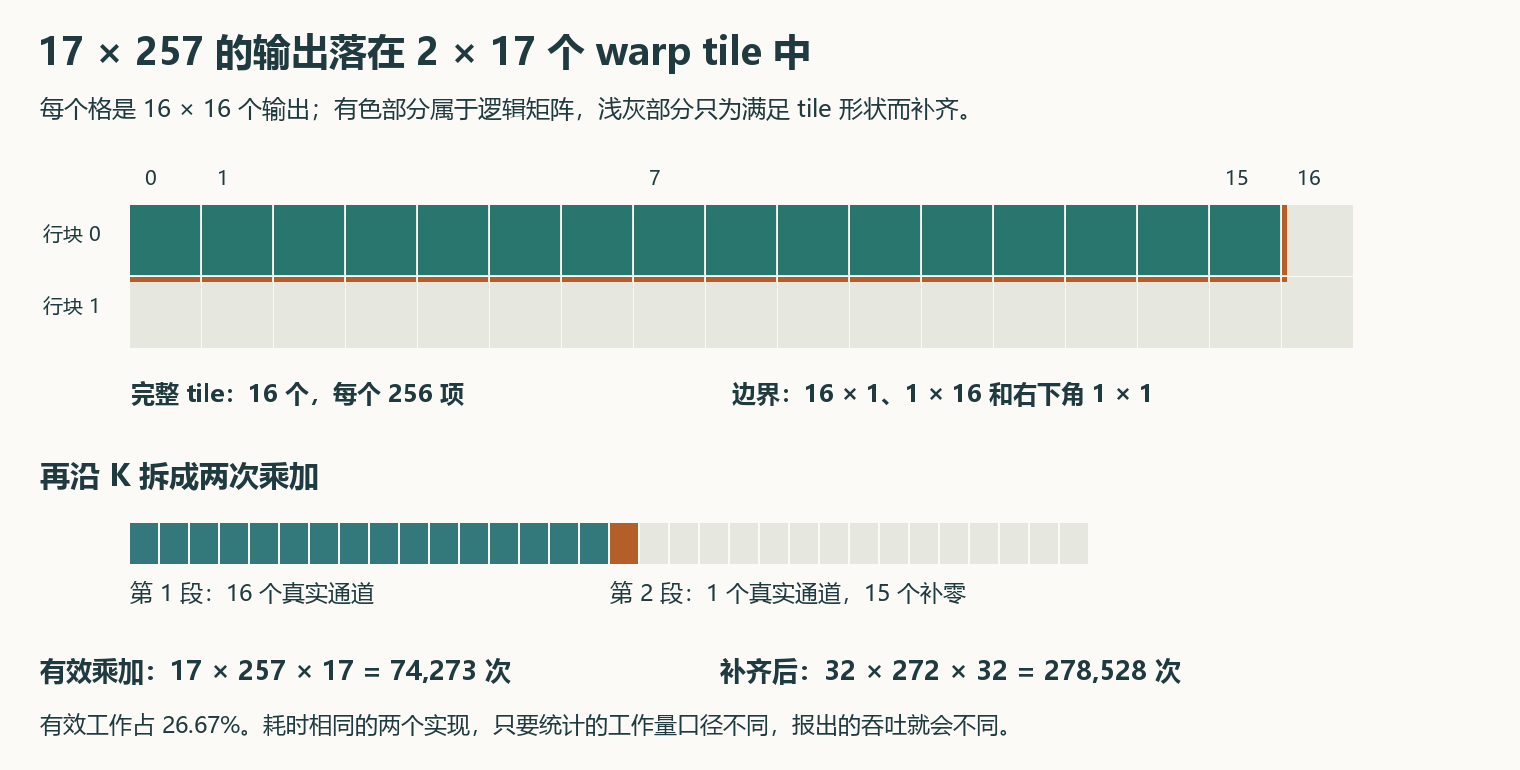 17 × 257 的输出落在 2 × 17 个 warp tile 中
每个格是 16 × 16 个输出；有色部分属于逻辑矩阵，浅灰部分只为满足 tile 形状而补齐。
0 1 7 15 16
行块 0
行块 1
完整 tile：16 个，每个 256 项
边界：16 × 1、1 × 16 和右下角 1 × 1
再沿 K 拆成两次乘加
第 1 段：16 个真实通道
第 2 段：1 个真实通道，15 个补零
有效乘加：17 × 257 × 17 = 74,273 次
补齐后：32 × 272 × 32 = 278,528 次
有效工作占 26.67%。耗时相同的两个实现，只要统计的工作量口径不同，报出的吞吐就会不同。